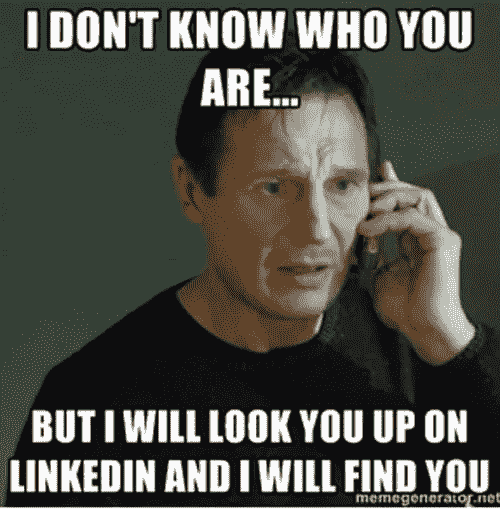 I DON'T KNOW WHO YOU
ARE...
BUT I WILL LOOK YOU UP ON
LINKEDIN AND I WILL FIND YOU
memegenerator.net